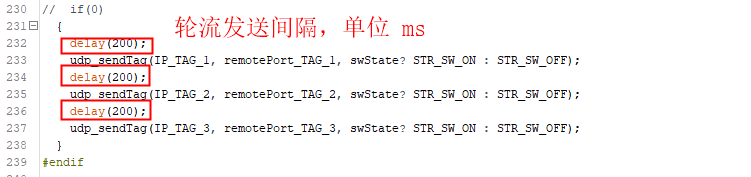 230 //  if(0)
轮流发送间隔，单位 ms
231 {
232 delay(200);
233 udp_sendTag(IP_TAG_1, remotePort_TAG_1, swState? STR_SW_ON : STR_SW_OFF);
234 delay(200);
235 udp_sendTag(IP_TAG_2, remotePort_TAG_2, swState? STR_SW_ON : STR_SW_OFF);
236 delay(200);
237 udp_sendTag(IP_TAG_3, remotePort_TAG_3, swState? STR_SW_ON : STR_SW_OFF);
238 }
239 #endif